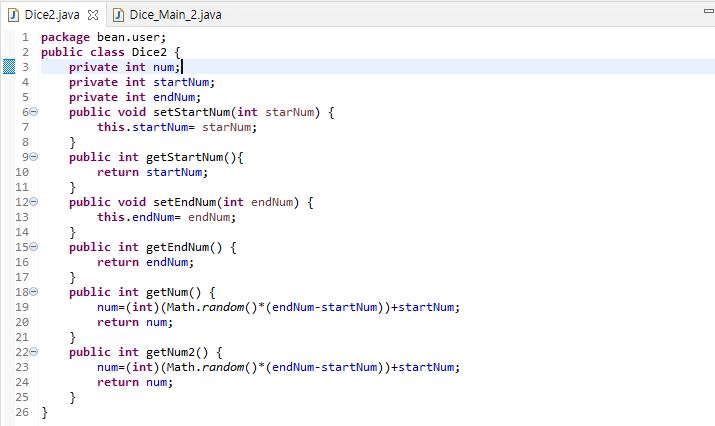 Dice2.java Dice_Main_2.java
1 package bean.user;
2 public class Dice2 {
3 private int num;
4 private int startNum;
5 private int endNum;
6 public void setStartNum(int starNum) {
7 this.startNum= starNum;
8 }
9 public int getStartNum(){
10 return startNum;
11 }
12 public void setEndNum(int endNum) {
13 this.endNum= endNum;
14 }
15 public int getEndNum() {
16 return endNum;
17 }
18 public int getNum() {
19 num=(int)(Math.random()*(endNum-startNum))+startNum;
20 return num;
21 }
22 public int getNum2() {
23 num=(int)(Math.random()*(endNum-startNum))+startNum;
24 return num;
25 }
26 }